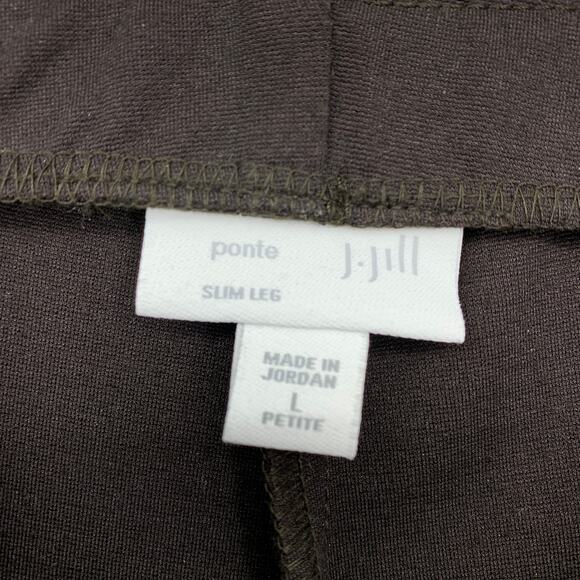 ponte
SLIM LEG
J.Jill
MADE IN
JORDAN
L
PETITE